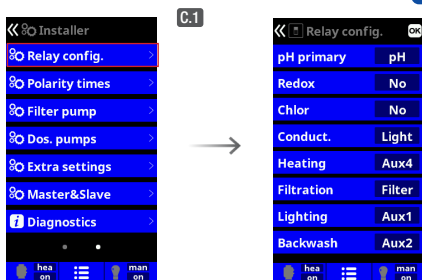 Installer
Relay config.
Polarity times
Filter pump
Dos. pumps
Extra settings
Master&Slave
Diagnostics
hea
on
man
on
C.1
Relay config. OK
pH primary pH
Redox No
Chlor No
Conduct. Light
Heating Aux4
Filtration Filter
Lighting Aux1
Backwash Aux2
hea
on
man
on